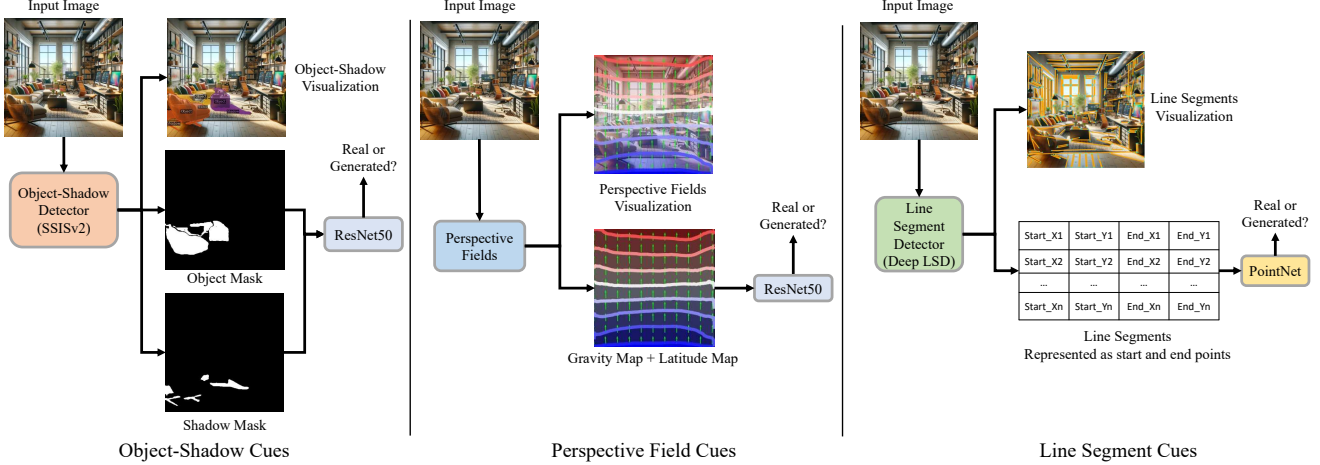 Input Image
Object-Shadow
Visualization
Object-Shadow
Detector
(SSISv2)
Real or
Generated?
ResNet50
Object Mask
Shadow Mask
Object-Shadow Cues
Input Image
Perspective Fields
Visualization
Perspective
Fields
Real or
Generated?
ResNet50
Gravity Map + Latitude Map
Perspective Field Cues
Input Image
Line Segments
Visualization
Line
Segment
Detector
(Deep LSD)
Real or
Generated?
Start_X1 Start_Y1 End_X1 End_Y1
Start_X2 Start_Y2 End_X2 End_Y2
... ... ... ...
Start_Xn Start_Yn End_Xn End_Yn
PointNet
Line Segments
Represented as start and end points
Line Segment Cues